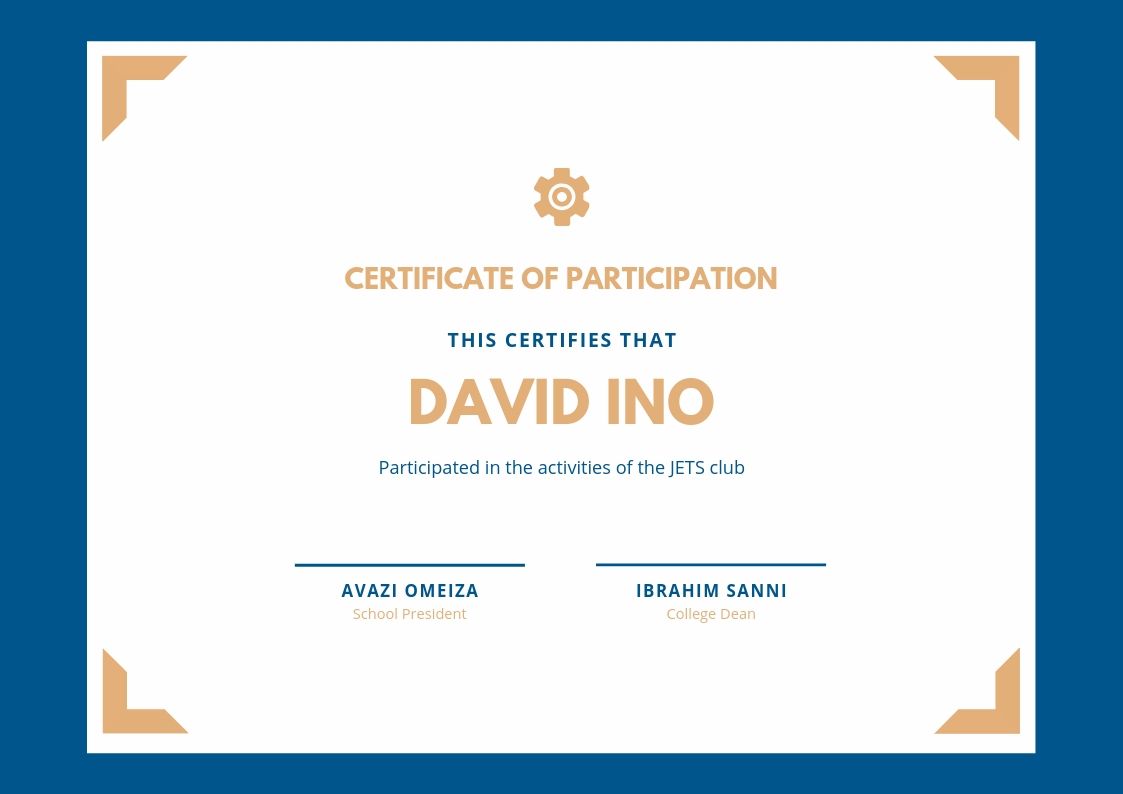 CERTIFICATE OF PARTICIPATION
THIS CERTIFIES THAT
DAVID INO
Participated in the activities of the JETS club
AVAZI OMEIZA
School President
IBRAHIM SANNI
College Dean